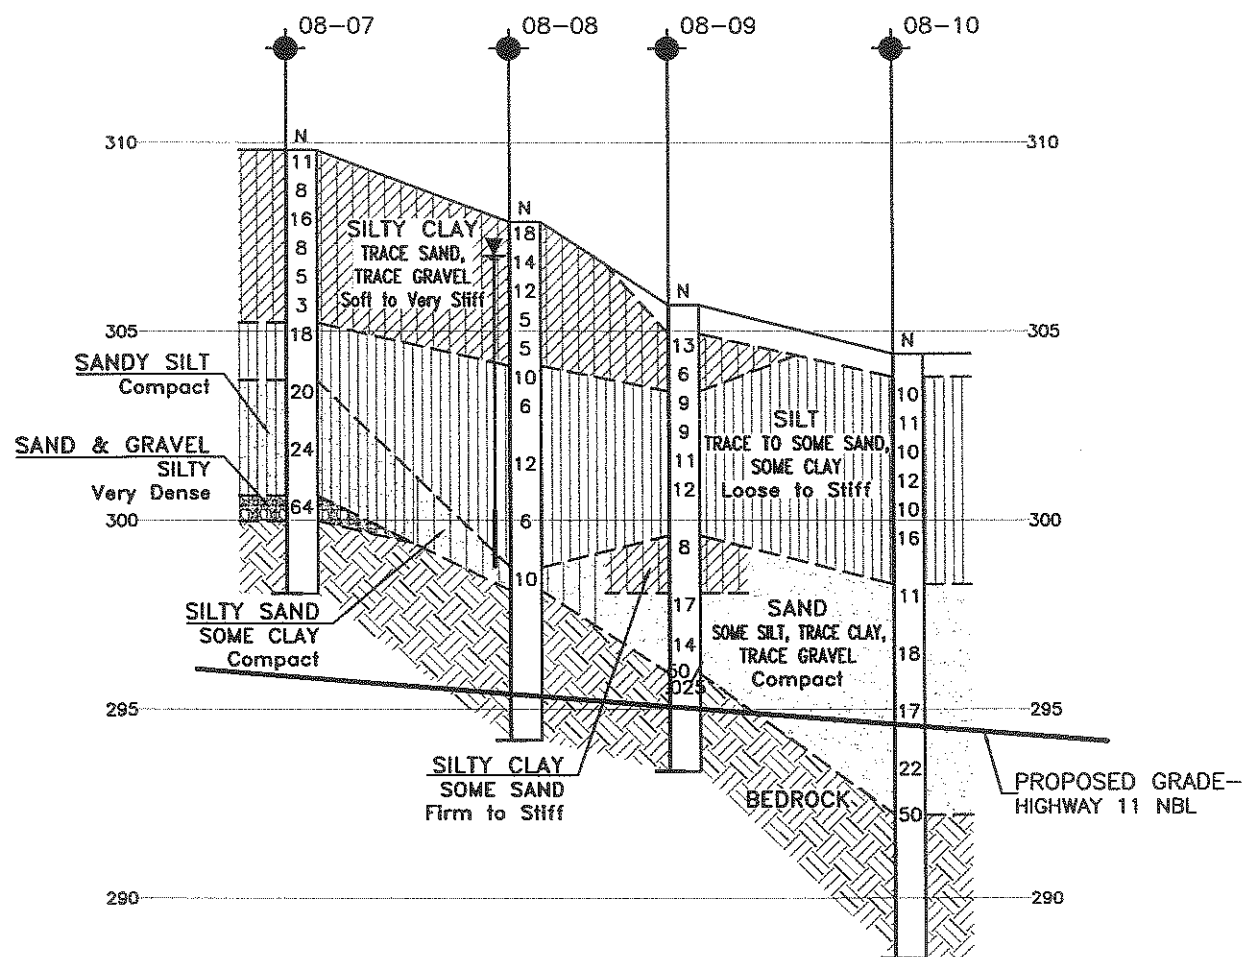 08-07
08-08
08-09
08-10
310
310
N
11
8
16
8
5
3
18
20
24
64
N
18
14
12
5
5
10
6
12
6
10
N
13
6
9
9
11
12
8
17
14
50/
.025
N
10
11
10
12
10
16
11
18
17
22
50
SILTY CLAY
TRACE SAND,
TRACE GRAVEL
Soft to Very Stiff
305
305
SANDY SILT
Compact
SAND & GRAVEL
SILTY
Very Dense
SILT
TRACE TO SOME SAND,
SOME CLAY
Loose to Stiff
300
300
SILTY SAND
SOME CLAY
Compact
SAND
SOME SILT, TRACE CLAY,
TRACE GRAVEL
Compact
295
295
SILTY CLAY
SOME SAND
Firm to Stiff
BEDROCK
PROPOSED GRADE-
HIGHWAY 11 NBL
290
290